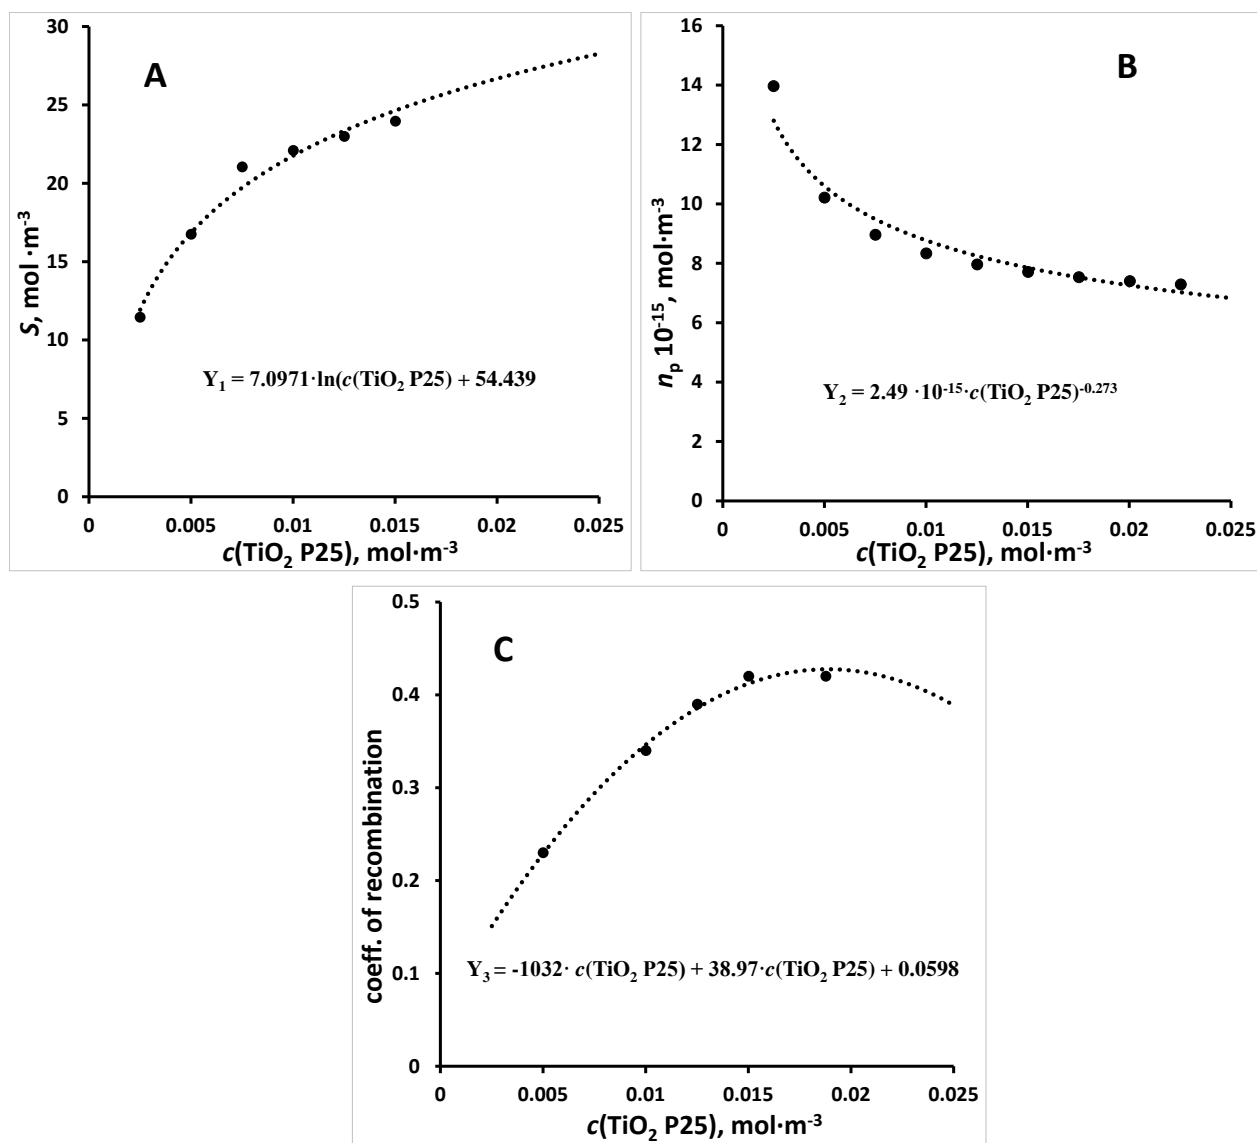 A
S, mol ·m⁻³
30
25
20
15
10
5
0
Y₁ = 7.0971·ln(c(TiO₂ P25) + 54.439
0 0.005 0.01 0.015 0.02 0.025
c(TiO₂ P25), mol·m⁻³
B
nₚ 10⁻¹⁵, mol·m⁻³
16
14
12
10
8
6
4
2
0
Y₂ = 2.49 ·10⁻¹⁵·c(TiO₂ P25)⁻⁰·²⁷³
0 0.005 0.01 0.015 0.02 0.025
c(TiO₂ P25), mol·m⁻³
C
coeff. of recombination
0.5
0.4
0.3
0.2
0.1
0
Y₃ = -1032· c(TiO₂ P25) + 38.97·c(TiO₂ P25) + 0.0598
0 0.005 0.01 0.015 0.02 0.025
c(TiO₂ P25), mol·m⁻³